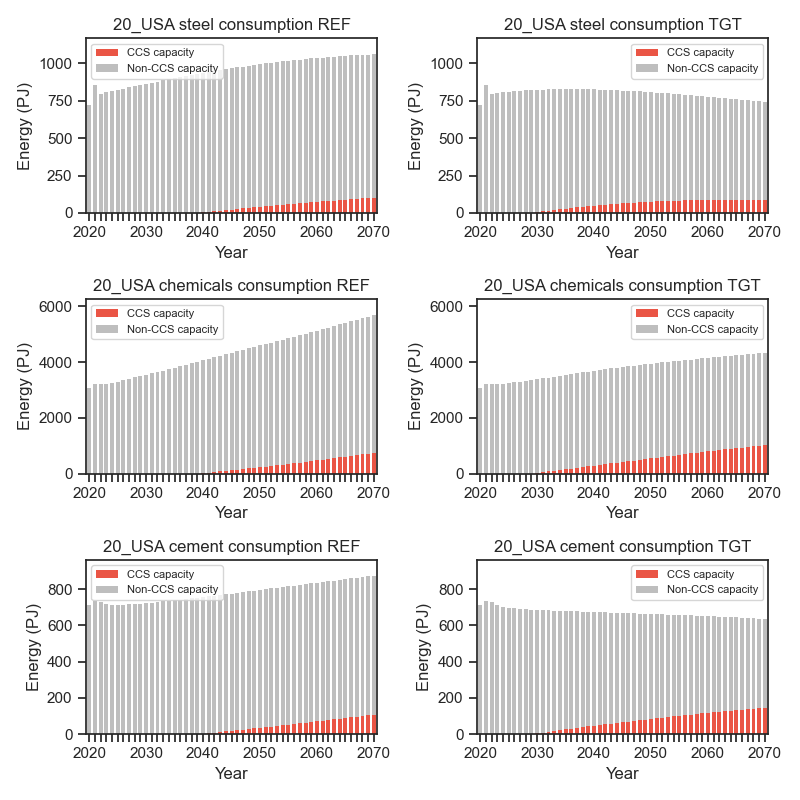 20_USA steel consumption REF
CCS capacity
Non-CCS capacity
Energy (PJ)
1000
750
500
250
0
2020 2030 2040 2050 2060 2070
Year
20_USA steel consumption TGT
CCS capacity
Non-CCS capacity
Energy (PJ)
1000
750
500
250
0
2020 2030 2040 2050 2060 2070
Year
20_USA chemicals consumption REF
CCS capacity
Non-CCS capacity
Energy (PJ)
6000
4000
2000
0
2020 2030 2040 2050 2060 2070
Year
20_USA chemicals consumption TGT
CCS capacity
Non-CCS capacity
Energy (PJ)
6000
4000
2000
0
2020 2030 2040 2050 2060 2070
Year
20_USA cement consumption REF
CCS capacity
Non-CCS capacity
Energy (PJ)
800
600
400
200
0
2020 2030 2040 2050 2060 2070
Year
20_USA cement consumption TGT
CCS capacity
Non-CCS capacity
Energy (PJ)
800
600
400
200
0
2020 2030 2040 2050 2060 2070
Year